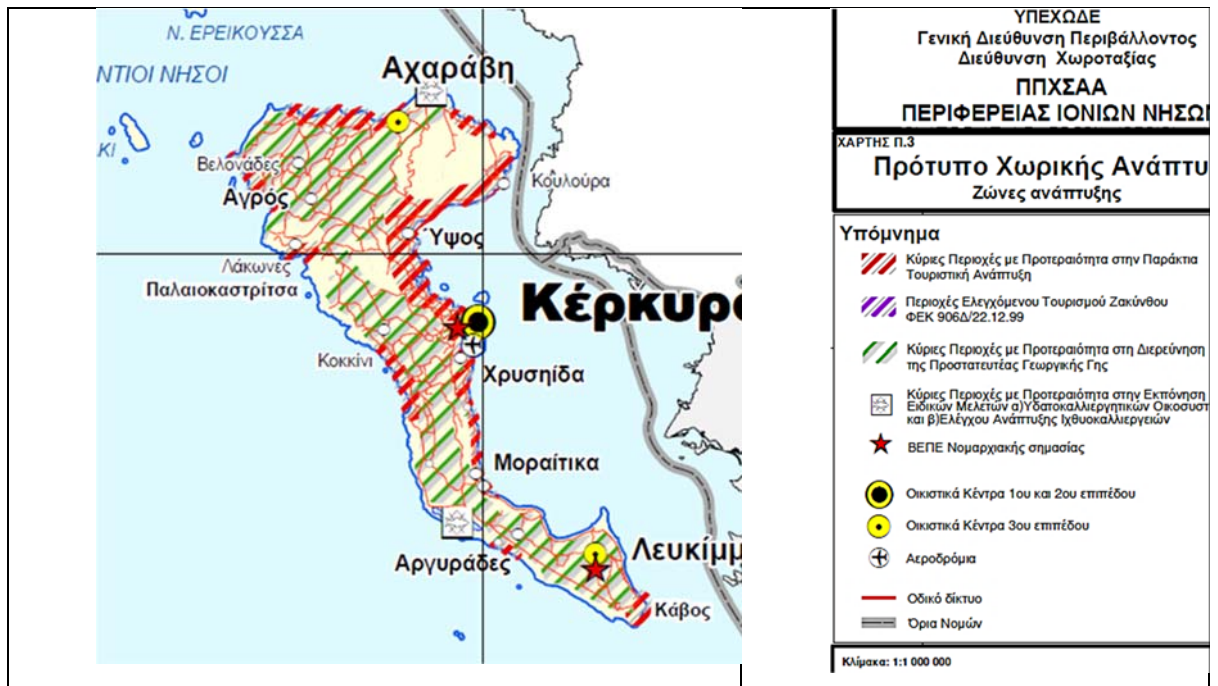 Ν. ΕΡΕΙΚΟΥΣΣΑ
ΝΤΙΟΙ ΝΗΣΟΙ
ΚΙ
Αχαράβη
Βελονάδες
Αγρός
Κουλούρα
Ύψος
Λάκωνες
Παλαιοκαστρίτσα
Κέρκυρα
Κοκκίνι
Χρυσηίδα
Μοραίτικα
Αργυράδες
Λευκίμμ
Κάβος
ΥΠΕΧΩΔΕ
Γενική Διεύθυνση Περιβάλλοντος
Διεύθυνση Χωροταξίας
ΠΠΧΣΑΑ
ΠΕΡΙΦΕΡΕΙΑΣ ΙΟΝΙΩΝ ΝΗΣΩΝ
ΧΑΡΤΗΣ Π.3
Πρότυπο Χωρικής Ανάπτυ
Ζώνες ανάπτυξης
Υπόμνημα
Κύριες Περιοχές με Προτεραιότητα στην Παράκτια
Τουριστική Ανάπτυξη
Περιοχές Ελεγχόμενου Τουρισμού Ζακύνθου
ΦΕΚ 906Δ/22.12.99
Κύριες Περιοχές με Προτεραιότητα στη Διερεύνηση
της Προστατευτέας Γεωργικής Γης
Κύριες Περιοχές με Προτεραιότητα στην Εκπόνηση
Ειδικών Μελετών α)Υδατοκαλλιεργητικών Οικοσυστ
και β)Ελέγχου Ανάπτυξης Ιχθυοκαλλιεργειών
ΒΕΠΕ Νομαρχιακής σημασίας
Οικιστικά Κέντρα 1ου και 2ου επιπέδου
Οικιστικά Κέντρα 3ου επιπέδου
Αεροδρόμια
Οδικό δίκτυο
Όρια Νομών
Κλίμακα: 1:1 000 000